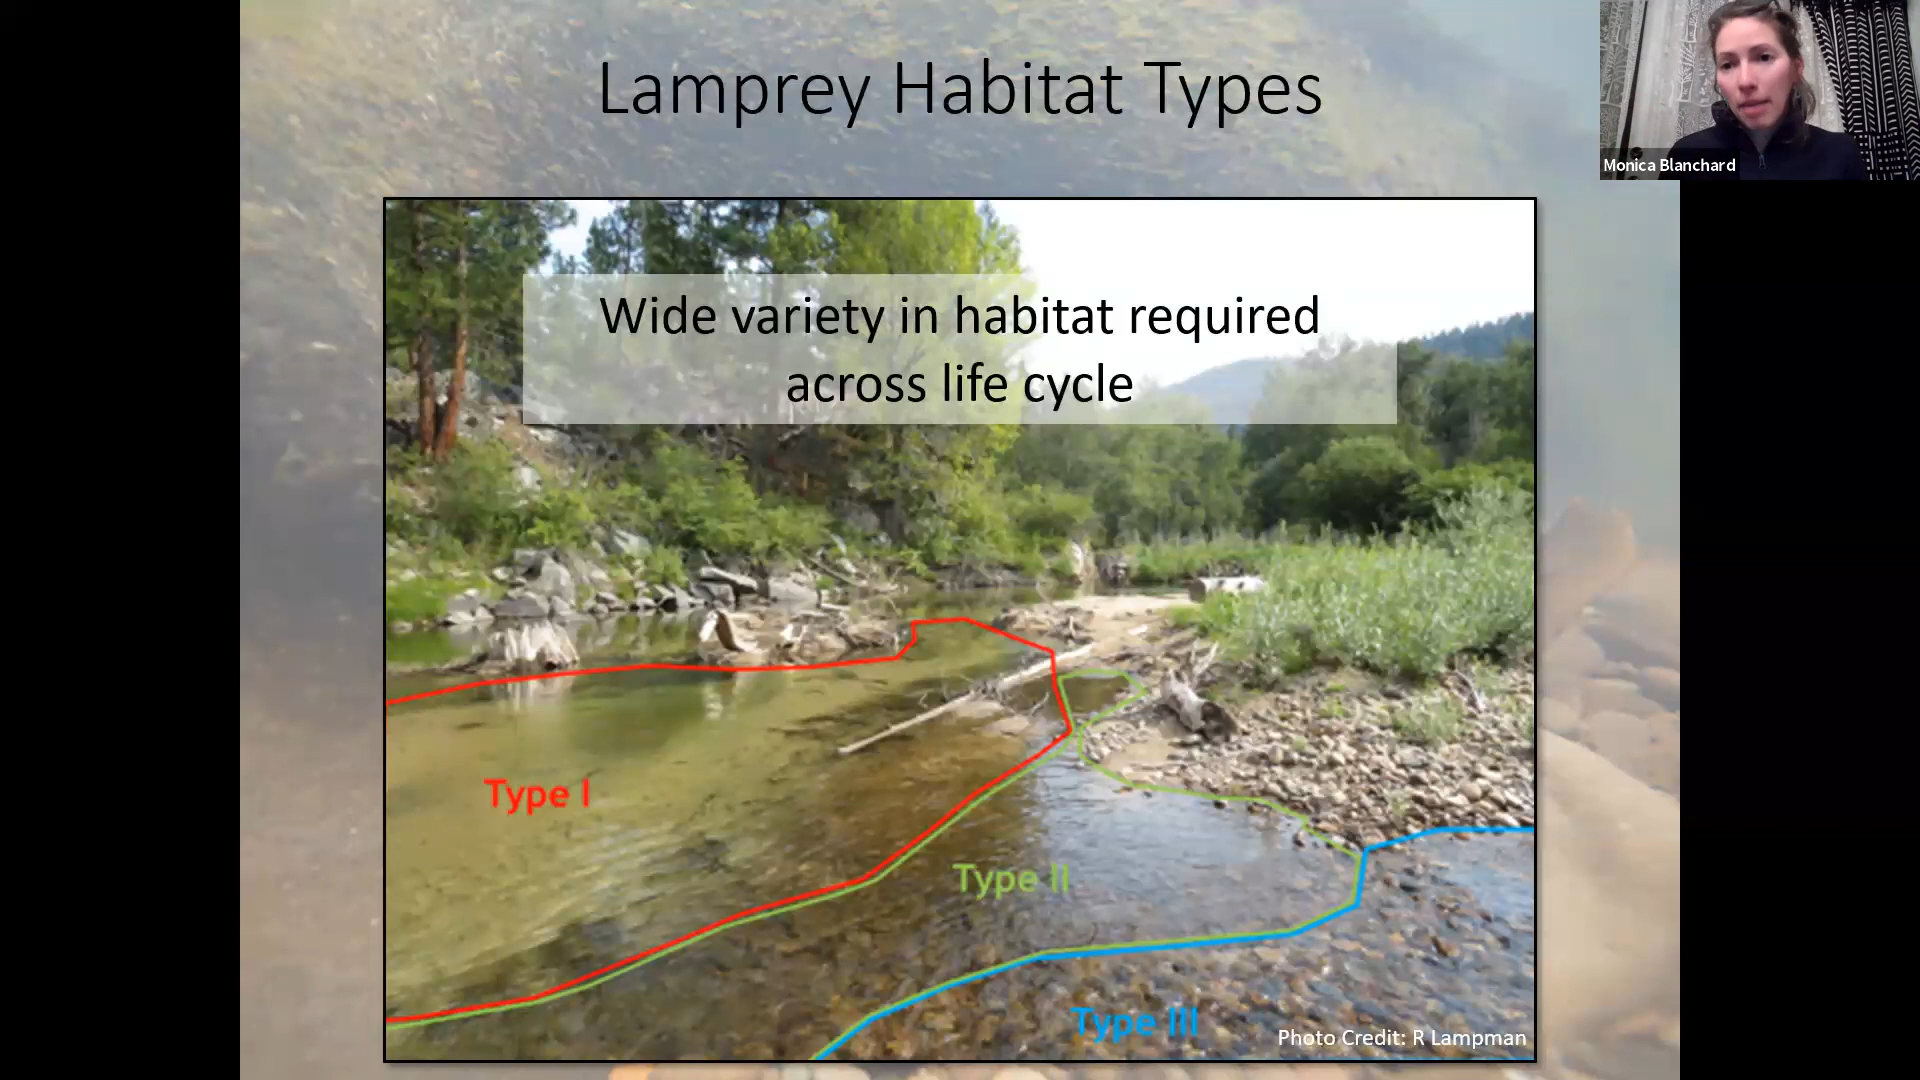 Lamprey Habitat Types
Monica Blanchard
Wide variety in habitat required
across life cycle
Type I
Type II
Type III
Photo Credit: R Lampman